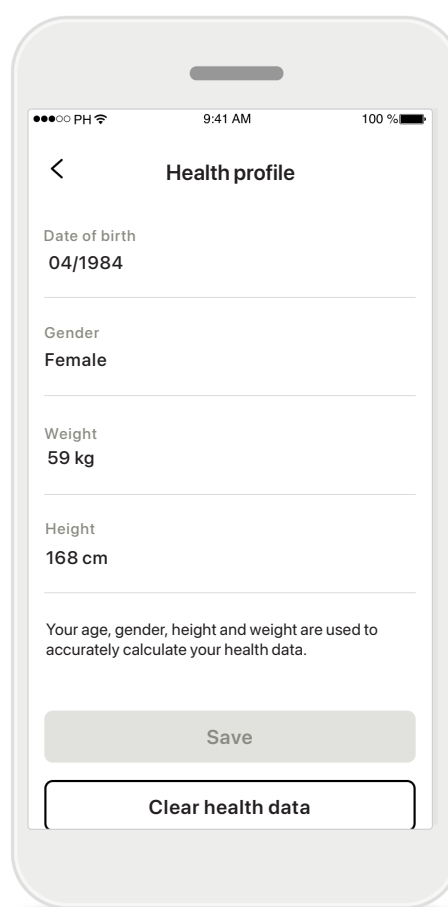 PH 9:41 AM 100 %
Health profile
Date of birth
04/1984
Gender
Female
Weight
59 kg
Height
168 cm
Your age, gender, height and weight are used to
accurately calculate your health data.
Save
Clear health data